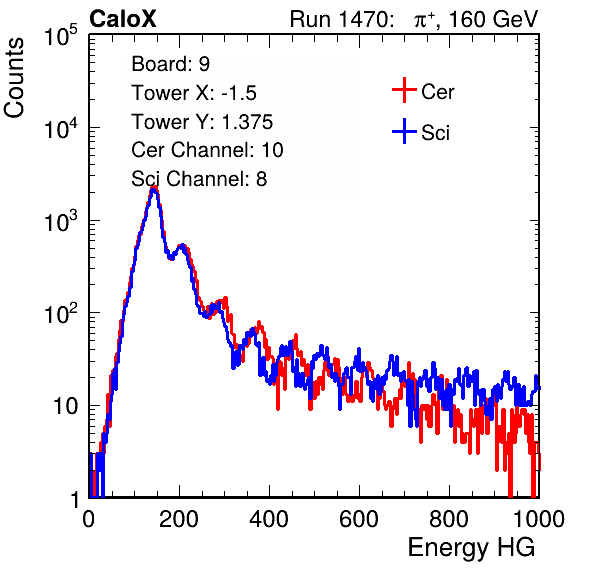 CaloX Run 1470: π⁺, 160 GeV
Counts
10⁵
10⁴
10³
10²
10
1
Board: 9
Tower X: -1.5
Tower Y: 1.375
Cer Channel: 10
Sci Channel: 8
Cer
Sci
0 200 400 600 800 1000
Energy HG